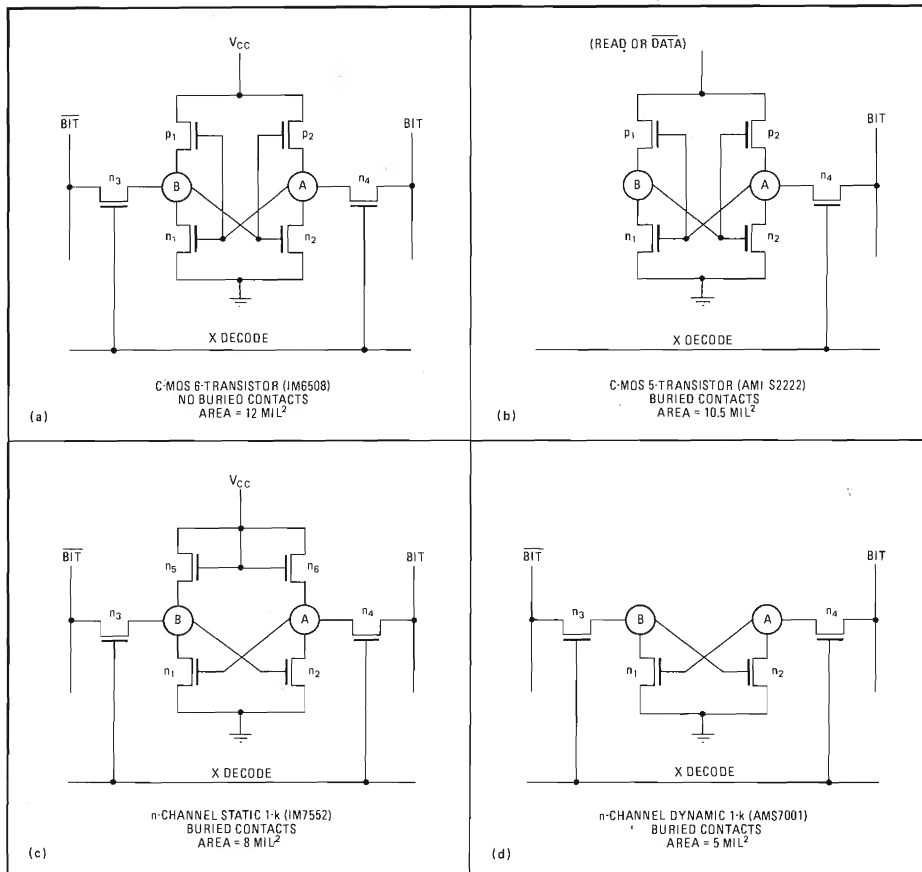 V_CC
BIT
BIT
p₁
p₂
n₃
n₄
B
A
n₁
n₂
X DECODE
C-MOS 6-TRANSISTOR (IM6508)
NO BURIED CONTACTS
AREA = 12 MIL²
(a)
(READ OR DATA)
BIT
p₁
p₂
B
A
n₄
n₁
n₂
X DECODE
C-MOS 5-TRANSISTOR (AMI S2222)
BURIED CONTACTS
AREA = 10.5 MIL²
(b)
V_CC
BIT
BIT
n₅
n₆
n₃
n₄
B
A
n₁
n₂
X DECODE
n-CHANNEL STATIC 1-k (IM7552)
BURIED CONTACTS
AREA = 8 MIL²
(c)
BIT
BIT
n₃
n₄
B
A
n₁
n₂
X DECODE
n-CHANNEL DYNAMIC 1-k (AMS7001)
BURIED CONTACTS
AREA = 5 MIL²
(d)